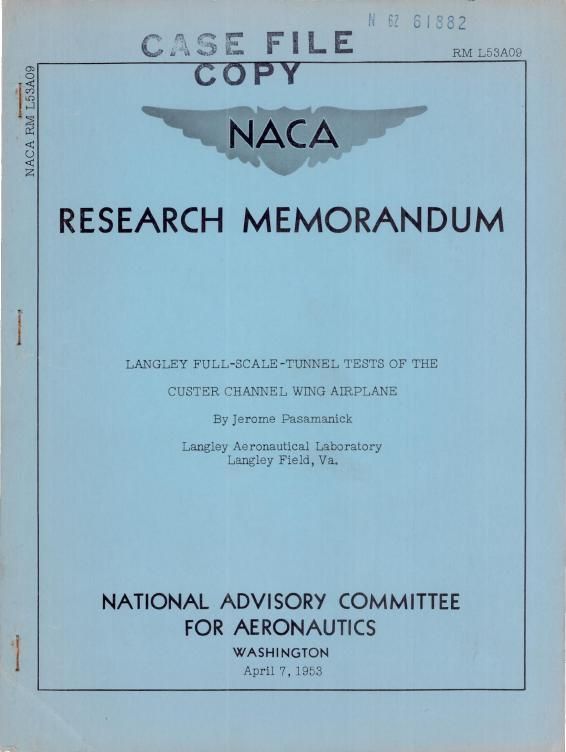 N 62 61882
CASE FILE
COPY
RM L53A09
NACA RM L53A09
NACA
RESEARCH MEMORANDUM
LANGLEY FULL-SCALE-TUNNEL TESTS OF THE
CUSTER CHANNEL WING AIRPLANE
By Jerome Pasamanick
Langley Aeronautical Laboratory
Langley Field, Va.
NATIONAL ADVISORY COMMITTEE
FOR AERONAUTICS
WASHINGTON
April 7, 1953